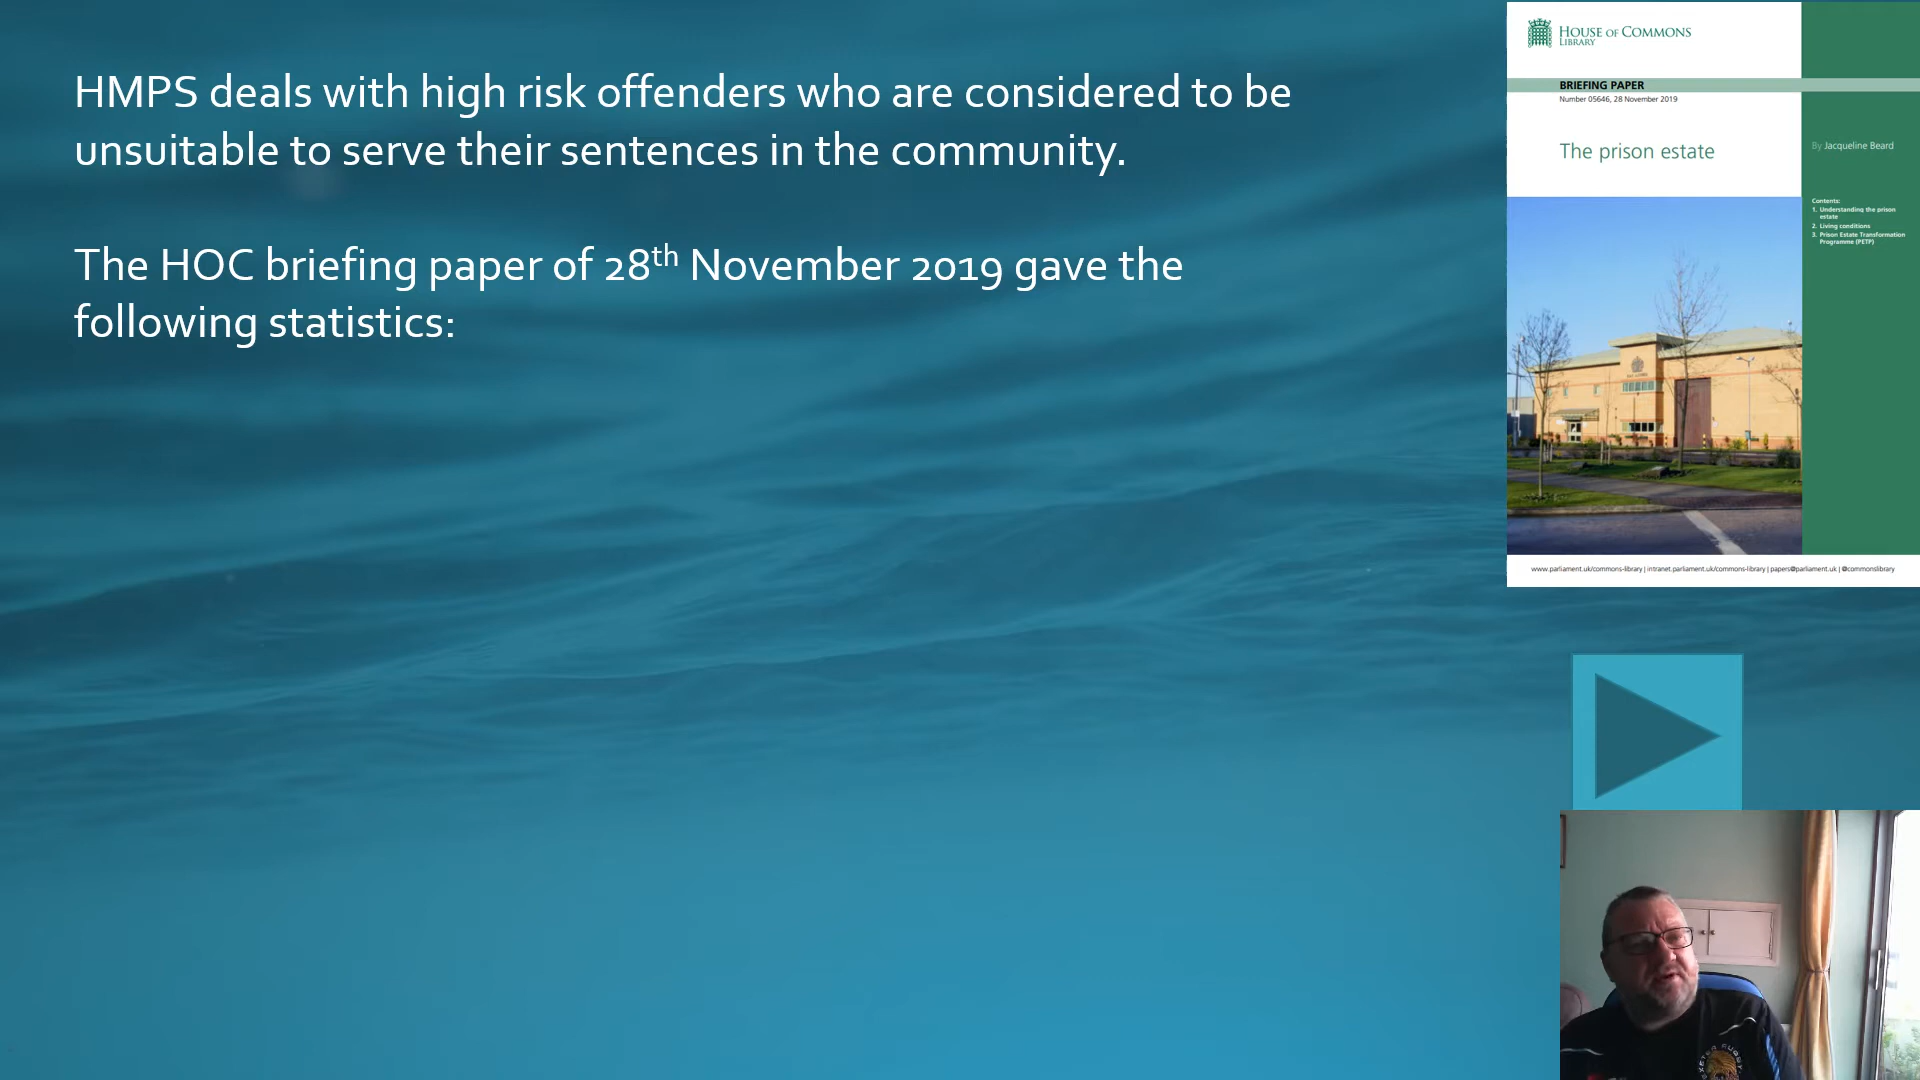 HMPS deals with high risk offenders who are considered to be
unsuitable to serve their sentences in the community.
The HOC briefing paper of 28th November 2019 gave the
following statistics:
HOUSE OF COMMONS
LIBRARY
BRIEFING PAPER
Number 05646, 28 November 2019
The prison estate
By Jacqueline Beard
Contents:
1. Understanding the prison
estate
2. Living conditions
3. Prison Estate Transformation
Programme (PETP)
www.parliament.uk/commons-library | intranet.parliament.uk/commons-library | papers@parliament.uk | @commonslibrary